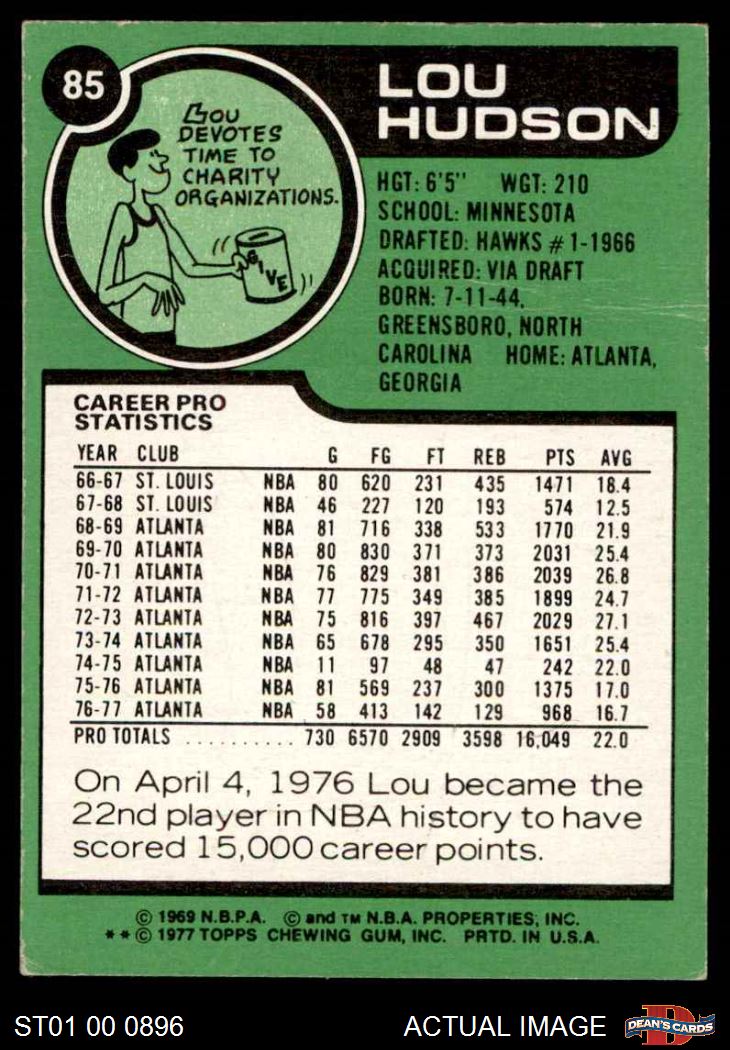 85
LOU
HUDSON
LOU
DEVOTES
TIME TO
CHARITY
ORGANIZATIONS.
GIVE
HGT: 6'5" WGT: 210
SCHOOL: MINNESOTA
DRAFTED: HAWKS #1-1966
ACQUIRED: VIA DRAFT
BORN: 7-11-44,
GREENSBORO, NORTH
CAROLINA HOME: ATLANTA,
GEORGIA
CAREER PRO
STATISTICS
YEAR CLUB G FG FT REB PTS AVG
66-67 ST. LOUIS NBA 80 620 231 435 1471 18.4
67-68 ST. LOUIS NBA 46 227 120 193 574 12.5
68-69 ATLANTA NBA 81 716 338 533 1770 21.9
69-70 ATLANTA NBA 80 830 371 373 2031 25.4
70-71 ATLANTA NBA 76 829 381 386 2039 26.8
71-72 ATLANTA NBA 77 775 349 385 1899 24.7
72-73 ATLANTA NBA 75 816 397 467 2029 27.1
73-74 ATLANTA NBA 65 678 295 350 1651 25.4
74-75 ATLANTA NBA 11 97 48 47 242 22.0
75-76 ATLANTA NBA 81 569 237 300 1375 17.0
76-77 ATLANTA NBA 58 413 142 129 968 16.7
PRO TOTALS .......... 730 6570 2909 3598 16,049 22.0
On April 4, 1976 Lou became the
22nd player in NBA history to have
scored 15,000 career points.
© 1969 N.B.P.A. © and TM N.B.A. PROPERTIES, INC.
**© 1977 TOPPS CHEWING GUM, INC. PRTD. IN U.S.A.
ST01 00 0896
ACTUAL IMAGE
D
DEAN'S CARDS